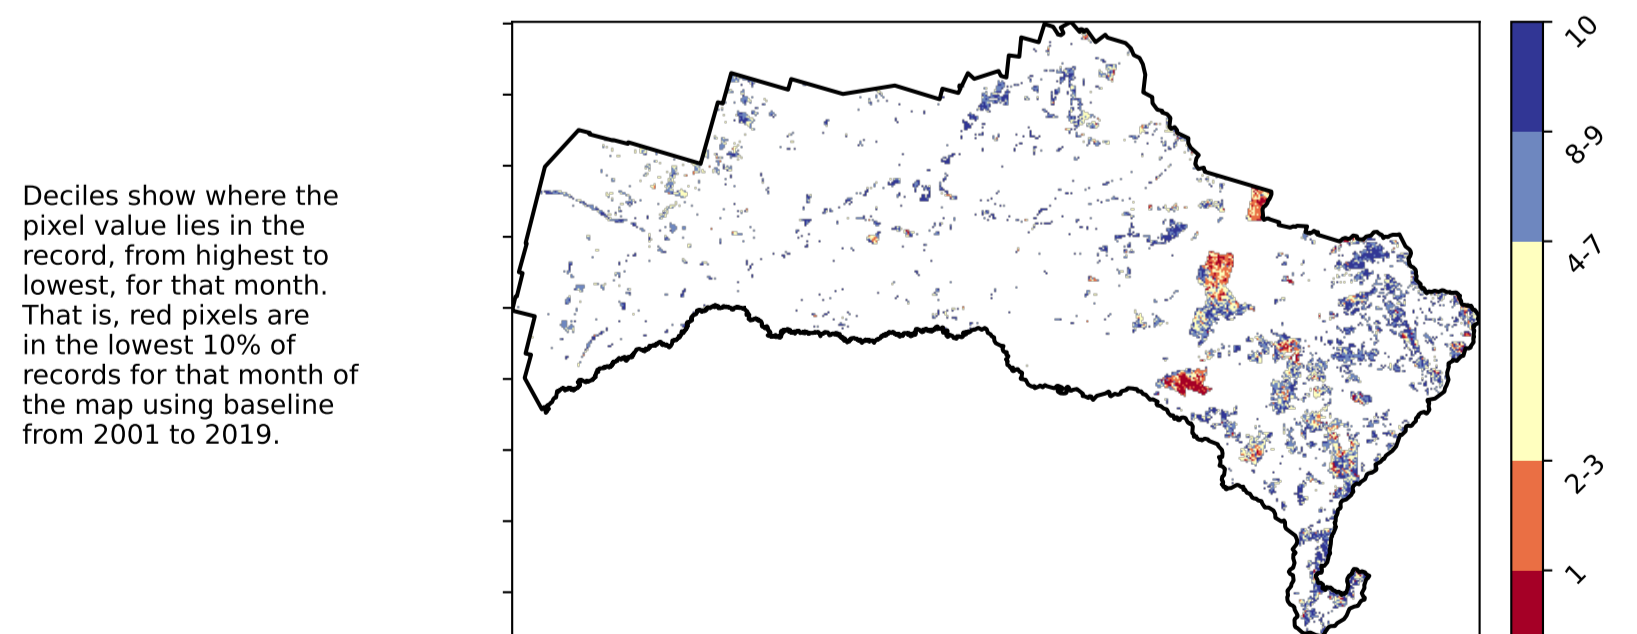 Deciles show where the
pixel value lies in the
record, from highest to
lowest, for that month.
That is, red pixels are
in the lowest 10% of
records for that month of
the map using baseline
from 2001 to 2019.
10
8-9
4-7
2-3
1